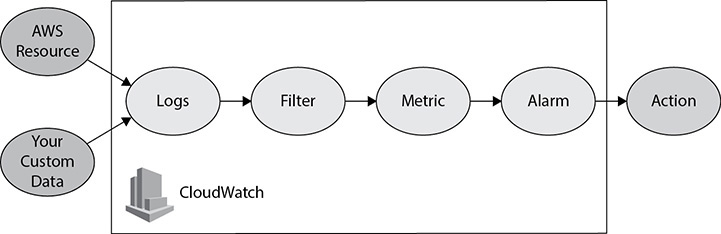 AWS
Resource
Logs
Filter
Metric
Alarm
Action
Your
Custom
Data
CloudWatch